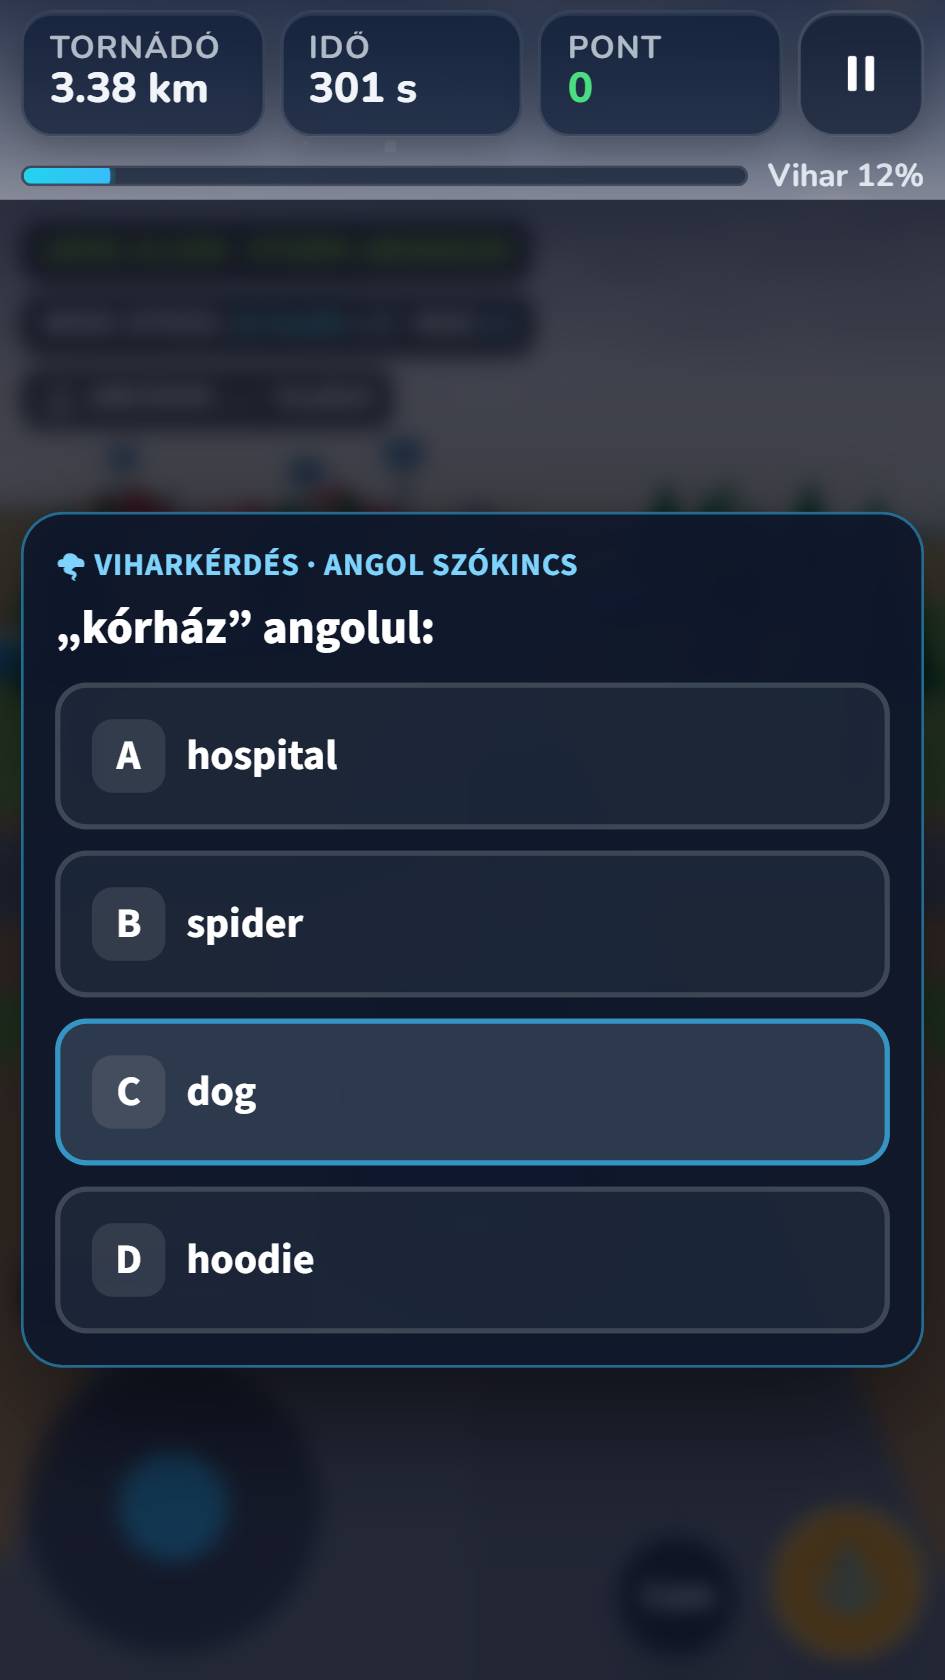 TORNÁDÓ
3.38 km
IDŐ
301 s
PONT
0
Vihar 12%
VIHARKÉRDÉS · ANGOL SZÓKINCS
„kórház” angolul:
A hospital
B spider
C dog
D hoodie